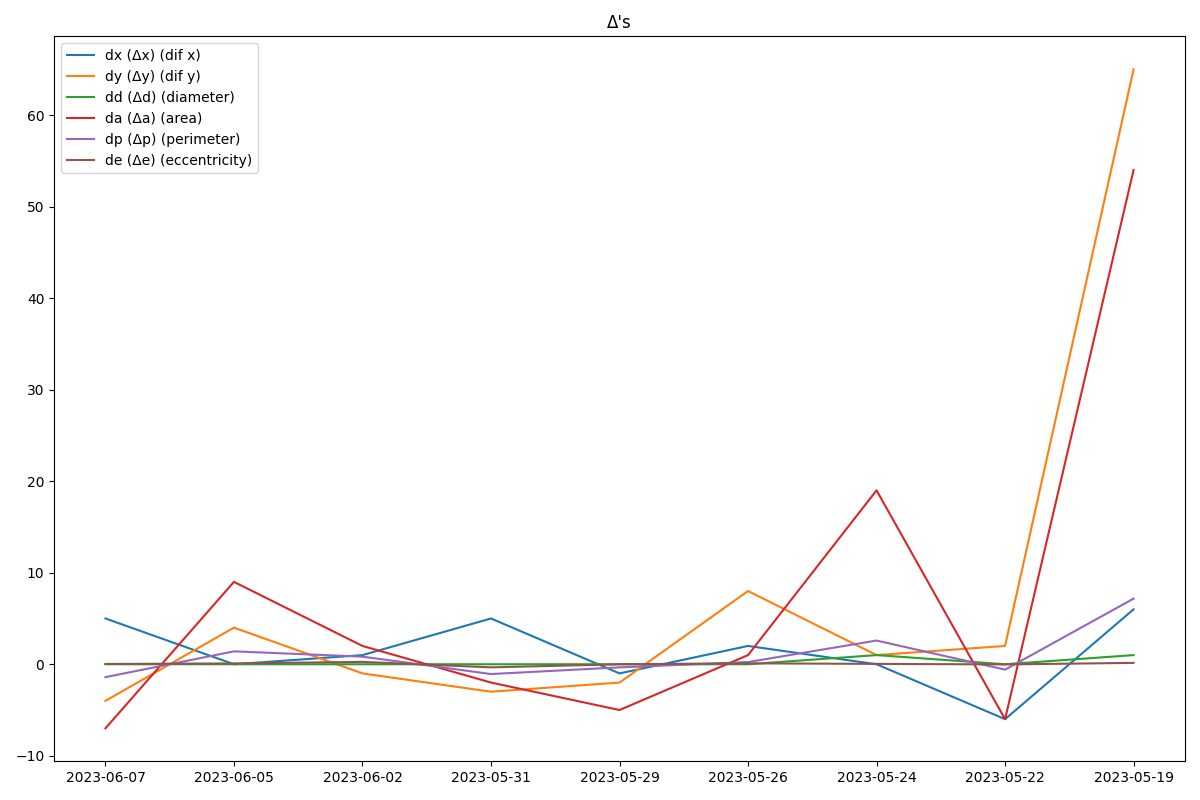 Δ's
dx (Δx) (dif x)
dy (Δy) (dif y)
dd (Δd) (diameter)
da (Δa) (area)
dp (Δp) (perimeter)
de (Δe) (eccentricity)
60
50
40
30
20
10
0
−10
2023-06-07 2023-06-05 2023-06-02 2023-05-31 2023-05-29 2023-05-26 2023-05-24 2023-05-22 2023-05-19